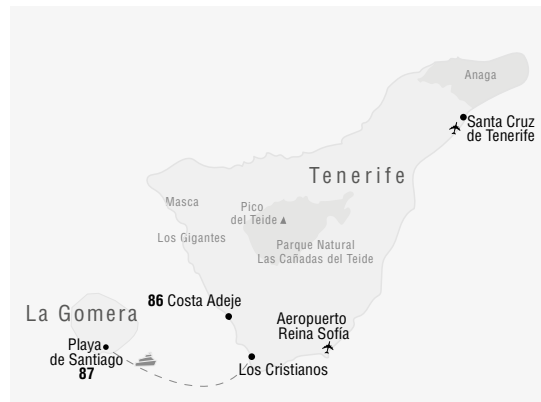 Anaga
Santa Cruz
de Tenerife
Tenerife
Masca
Pico
del Teide
Los Gigantes
Parque Natural
Las Cañadas del Teide
86 Costa Adeje
La Gomera
Aeropuerto
Reina Sofía
Playa
de Santiago
87
Los Cristianos